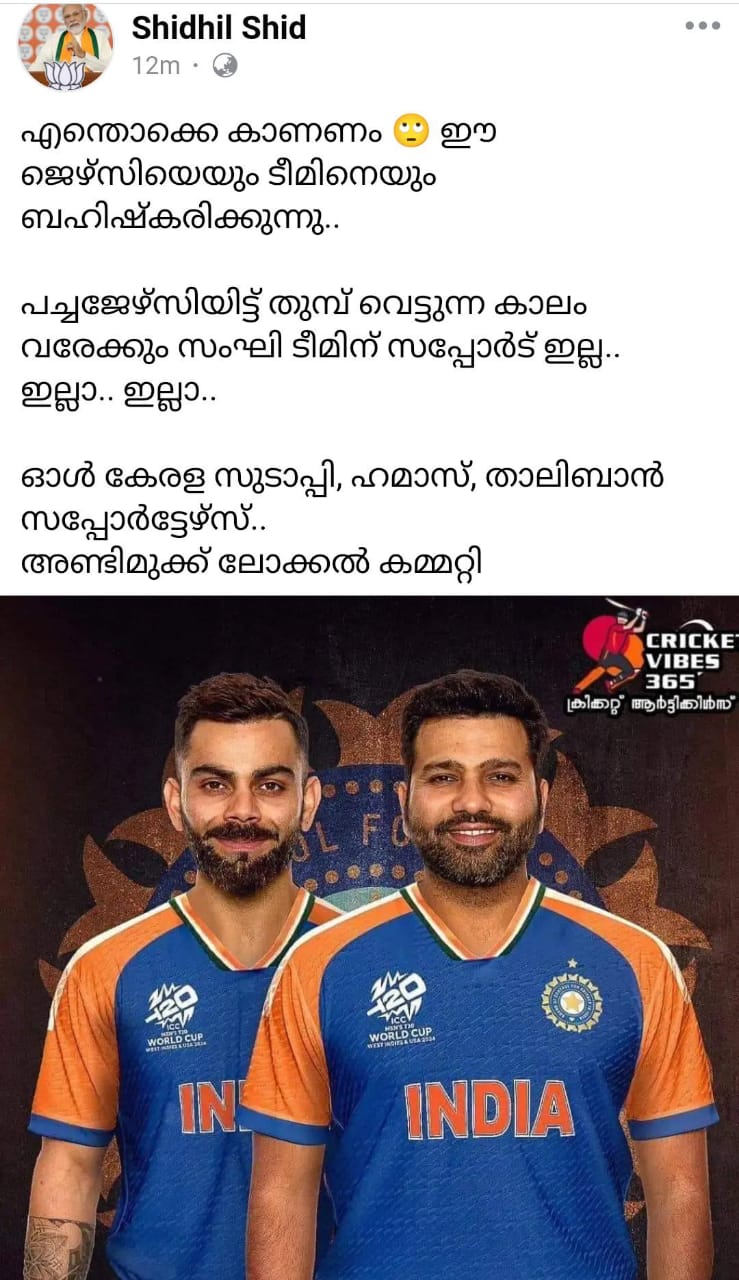 Shidhil Shid
12m ·
എന്തൊക്കെ കാണണം 🙄 ഈ
ജെഴ്സിയെയും ടീമിനെയും
ബഹിഷ്കരിക്കുന്നു..
പച്ചജേഴ്സിയിട്ട് തുമ്പ് വെട്ടുന്ന കാലം
വരേക്കും സംഘി ടീമിന് സപ്പോർട് ഇല്ല..
ഇല്ലാ.. ഇല്ലാ..
ഓൾ കേരള സുടാപ്പി, ഹമാസ്, താലിബാൻ
സപ്പോർട്ടേഴ്സ്..
അണ്ടിമുക്ക് ലോക്കൽ കമ്മറ്റി
CRICKET
VIBES
365
ക്രിക്കറ്റ് ആർട്ടിക്കിൾസ്
L FO
T20
ICC
MEN'S T20
WORLD CUP
WEST INDIES & USA 2024
IN
T20
ICC
MEN'S T20
WORLD CUP
WEST INDIES & USA 2024
INDIA